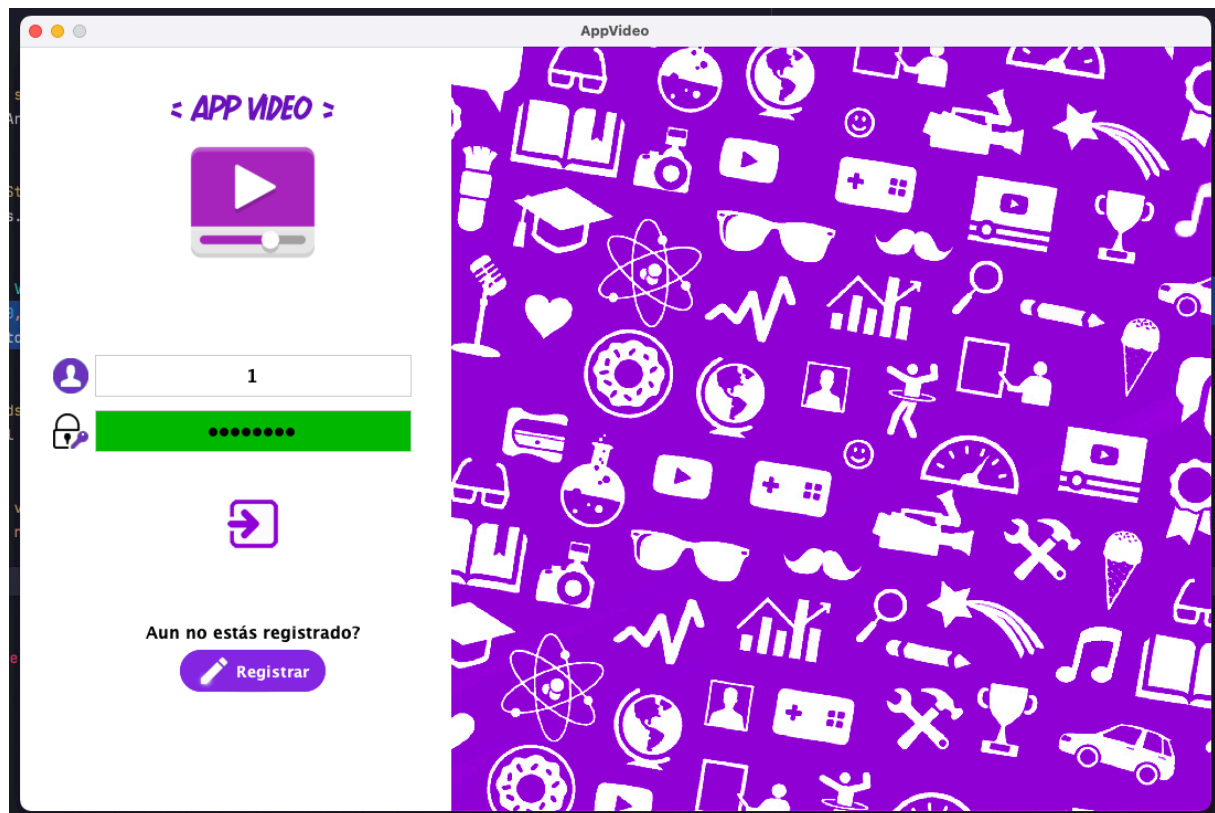 AppVideo
< APP VIDEO >
1
••••••••
Aun no estás registrado?
Registrar